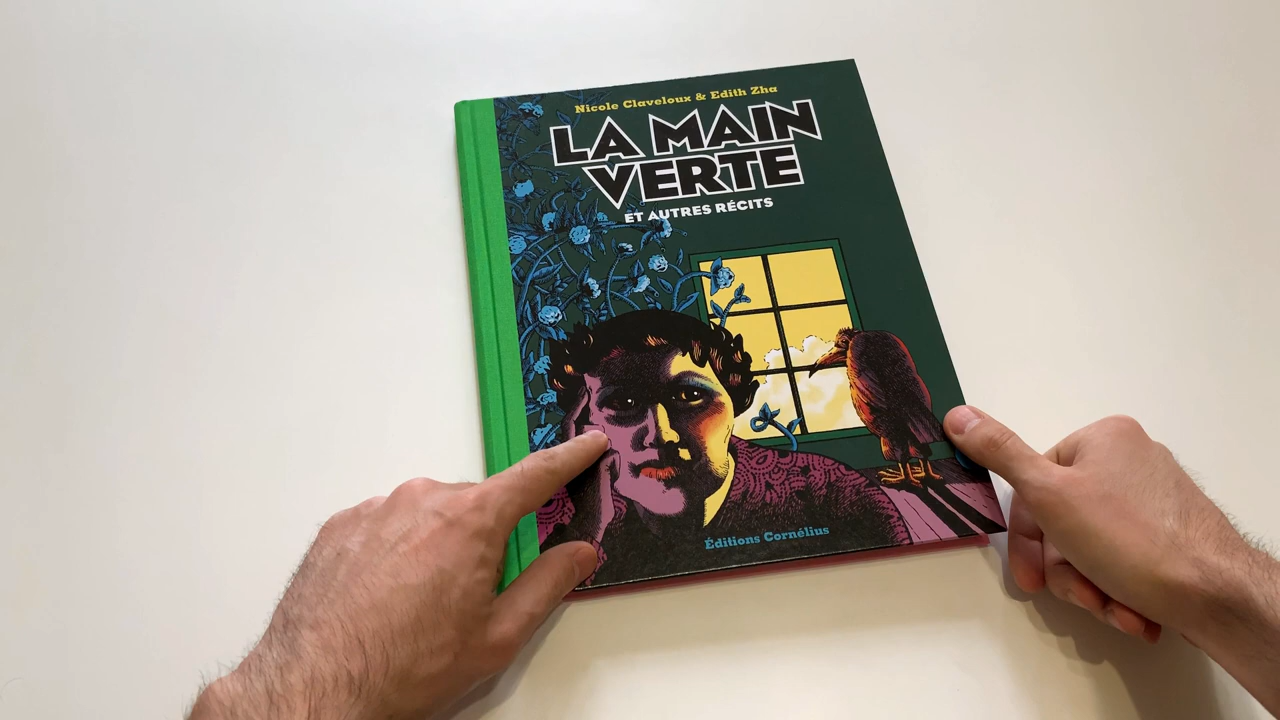 Nicole Claveloux & Edith Zha
LA MAIN
VERTE
ET AUTRES RÉCITS
Éditions Cornélius